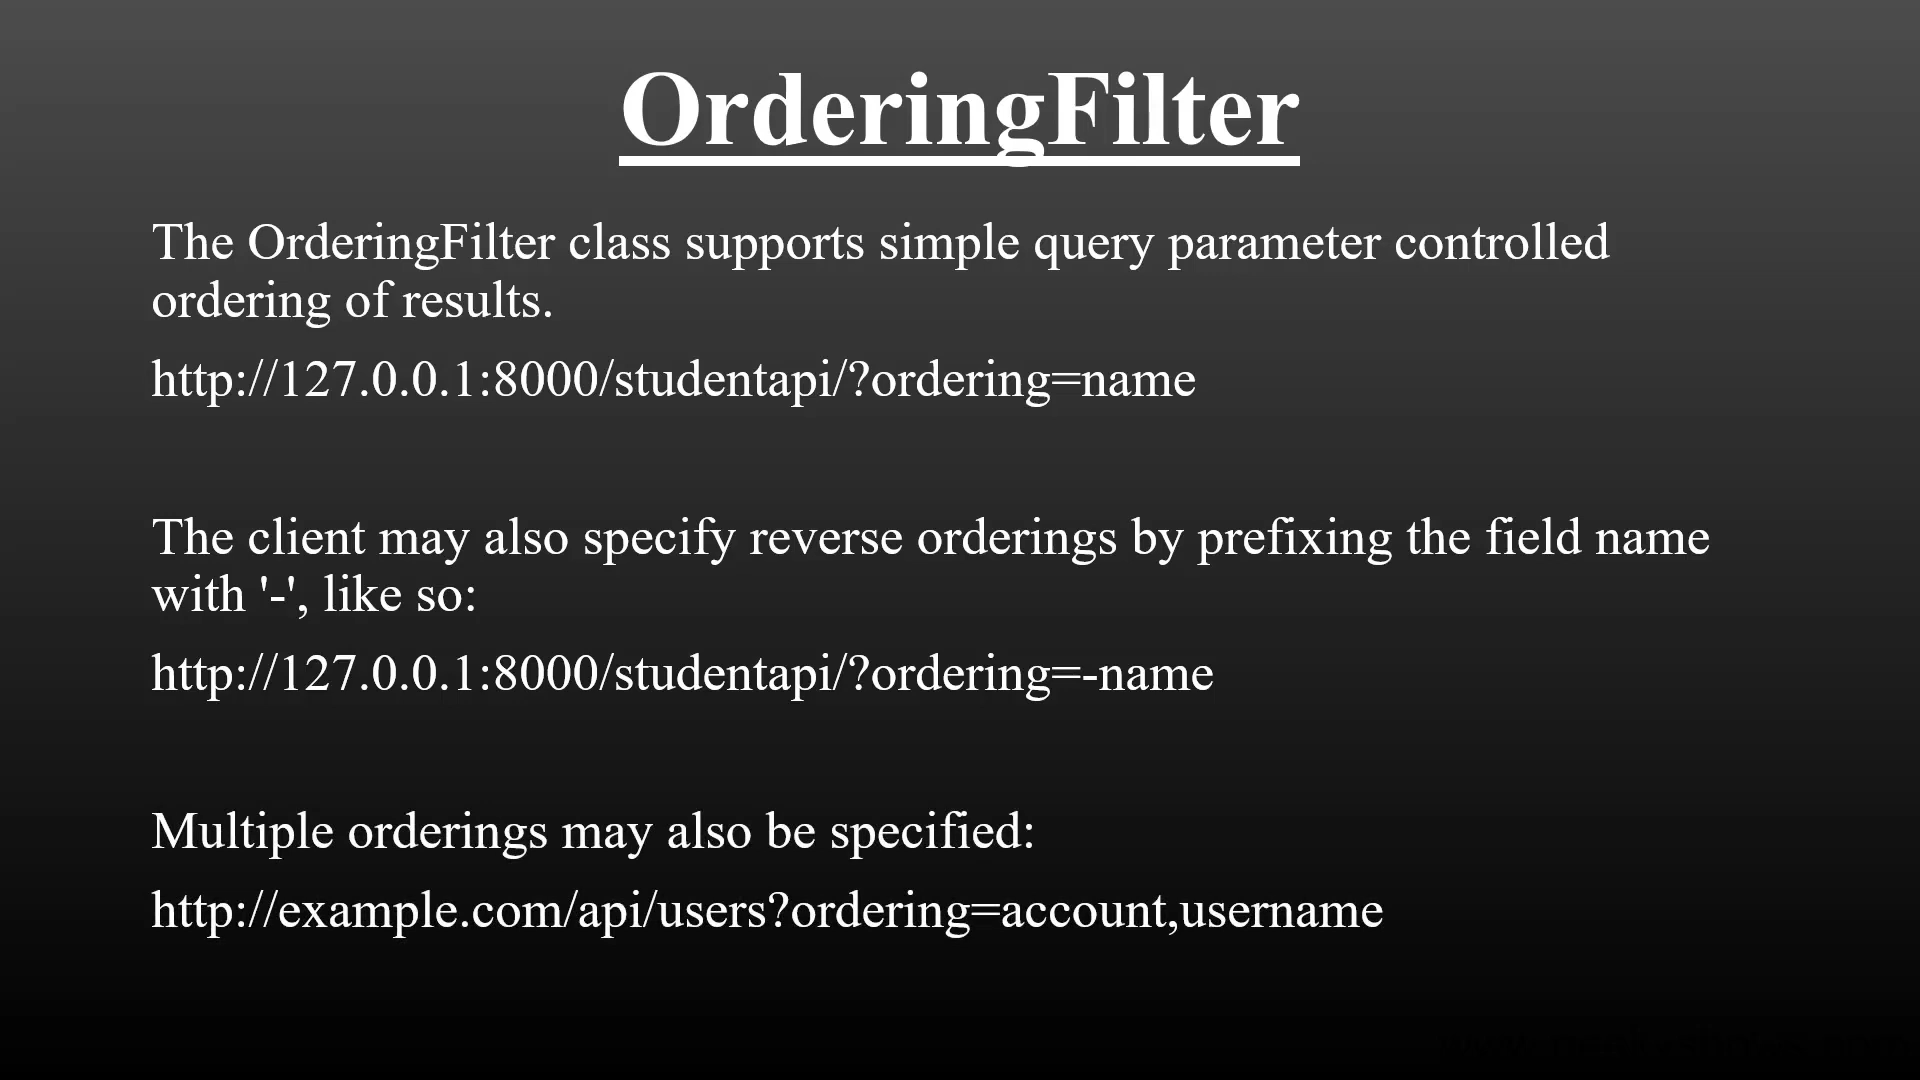 OrderingFilter
The OrderingFilter class supports simple query parameter controlled
ordering of results.
http://127.0.0.1:8000/studentapi/?ordering=name
The client may also specify reverse orderings by prefixing the field name
with '-', like so:
http://127.0.0.1:8000/studentapi/?ordering=-name
Multiple orderings may also be specified:
http://example.com/api/users?ordering=account,username